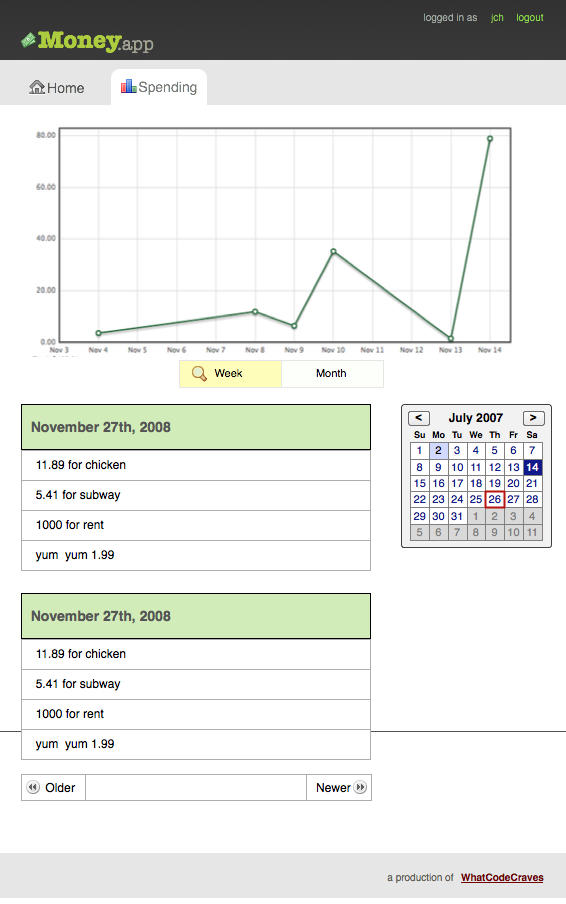 logged in as jch logout
Money.app
Home Spending
80.00
60.00
40.00
20.00
0.00
Nov 3 Nov 4 Nov 5 Nov 6 Nov 7 Nov 8 Nov 9 Nov 10 Nov 11 Nov 12 Nov 13 Nov 14
Week Month
November 27th, 2008
11.89 for chicken
5.41 for subway
1000 for rent
yum yum 1.99
< July 2007 >
Su Mo Tu We Th Fr Sa
1 2 3 4 5 6 7
8 9 10 11 12 13 14
15 16 17 18 19 20 21
22 23 24 25 26 27 28
29 30 31 1 2 3 4
5 6 7 8 9 10 11
November 27th, 2008
11.89 for chicken
5.41 for subway
1000 for rent
yum yum 1.99
Older Newer
a production of WhatCodeCraves